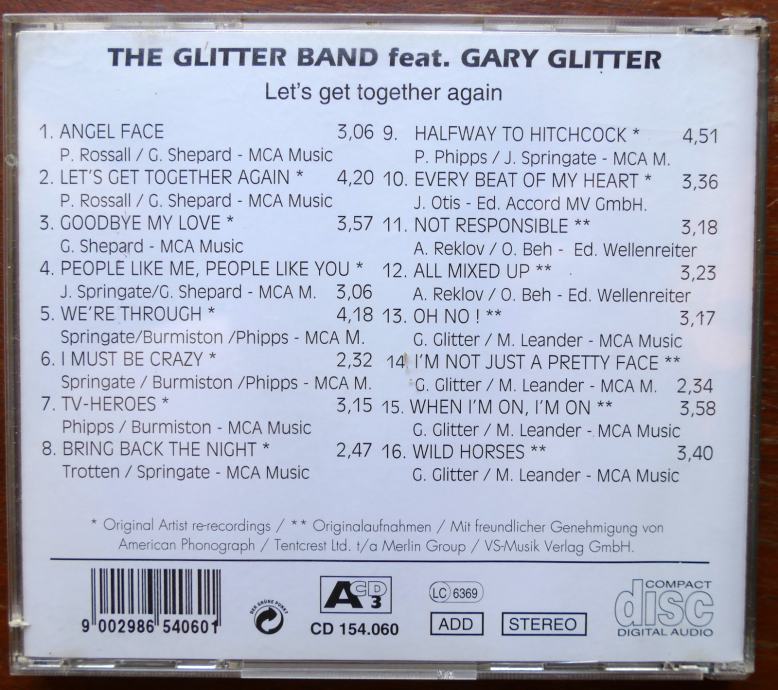 THE GLITTER BAND feat. GARY GLITTER
Let's get together again
1. ANGEL FACE 3,06
P. Rossall / G. Shepard - MCA Music
2. LET'S GET TOGETHER AGAIN * 4,20
P. Rossall / G. Shepard - MCA Music
3. GOODBYE MY LOVE * 3,57
G. Shepard - MCA Music
4. PEOPLE LIKE ME, PEOPLE LIKE YOU *
J. Springate/G. Shepard - MCA M. 3,06
5. WE'RE THROUGH * 4,18
Springate/Burmiston /Phipps - MCA M.
6. I MUST BE CRAZY * 2,32
Springate / Burmiston /Phipps - MCA M.
7. TV-HEROES * 3,15
Phipps / Burmiston - MCA Music
8. BRING BACK THE NIGHT * 2,47
Trotten / Springate - MCA Music
9. HALFWAY TO HITCHCOCK * 4,51
P. Phipps / J. Springate - MCA M.
10. EVERY BEAT OF MY HEART * 3,36
J. Otis - Ed. Accord MV GmbH.
11. NOT RESPONSIBLE ** 3,18
A. Reklov / O. Beh - Ed. Wellenreiter
12. ALL MIXED UP ** 3,23
A. Reklov / O. Beh - Ed. Wellenreiter
13. OH NO ! ** 3,17
G. Glitter / M. Leander - MCA Music
14. I'M NOT JUST A PRETTY FACE **
G. Glitter / M. Leander - MCA M. 2,34
15. WHEN I'M ON, I'M ON ** 3,58
G. Glitter / M. Leander - MCA Music
16. WILD HORSES ** 3,40
G. Glitter / M. Leander - MCA Music
* Original Artist re-recordings / ** Originalaufnahmen / Mit freundlicher Genehmigung von
American Phonograph / Tentcrest Ltd. t/a Merlin Group / VS-Musik Verlag GmbH.
9 002986 540601
DER GRÜNE PUNKT
ACD 3
CD 154.060
LC 6369
ADD
STEREO
COMPACT
disc
DIGITAL AUDIO